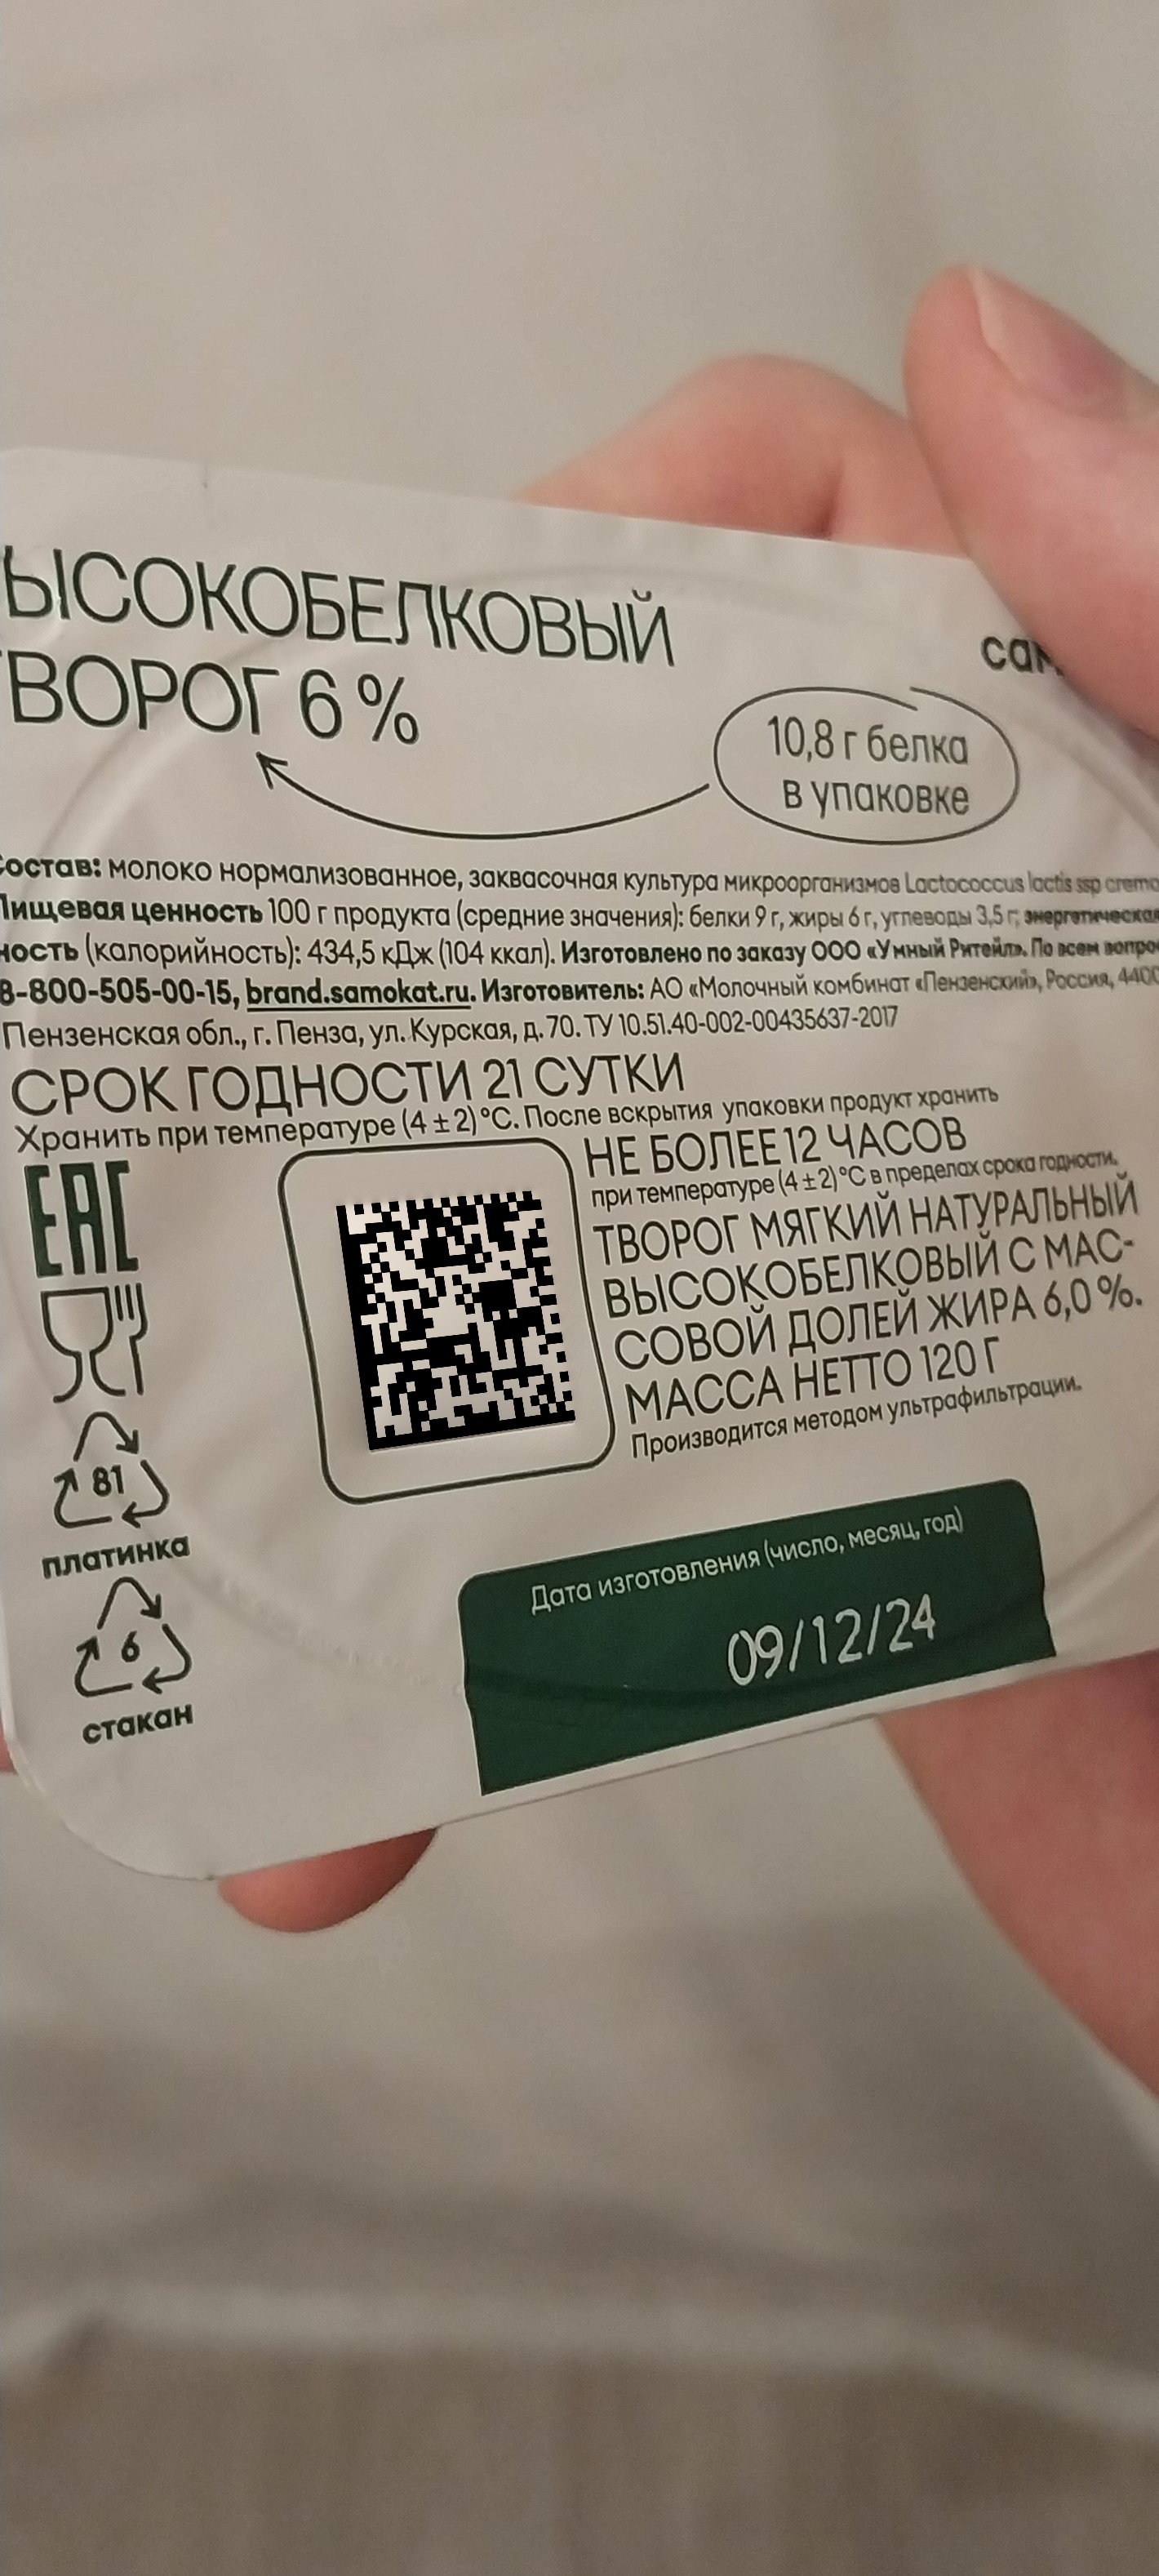 ЫСОКОБЕЛКОВЫЙ
ТВОРОГ 6 %
сам
10,8 г белка
в упаковке
Состав: молоко нормализованное, заквасочная культура микроорганизмов Lactococcus lactis ssp cremo
Пищевая ценность 100 г продукта (средние значения): белки 9 г, жиры 6 г, углеводы 3,5 г; энергетическая
ность (калорийность): 434,5 кДж (104 ккал). Изготовлено по заказу ООО «Умный Ритейл». По всем вопро
8-800-505-00-15, brand.samokat.ru. Изготовитель: АО «Молочный комбинат «Пензенский», Россия, 4400
Пензенская обл., г. Пенза, ул. Курская, д. 70. ТУ 10.51.40-002-00435637-2017
СРОК ГОДНОСТИ 21 СУТКИ
Хранить при температуре (4 ± 2) °C. После вскрытия упаковки продукт хранить
НЕ БОЛЕЕ 12 ЧАСОВ
при температуре (4 ± 2) °C в пределах срока годности.
ТВОРОГ МЯГКИЙ НАТУРАЛЬНЫЙ
ВЫСОКОБЕЛКОВЫЙ С МАС-
СОВОЙ ДОЛЕЙ ЖИРА 6,0 %.
МАССА НЕТТО 120 Г
Производится методом ультрафильтрации.
EAC
81
платинка
6
стакан
Дата изготовления (число, месяц, год)
09/12/24